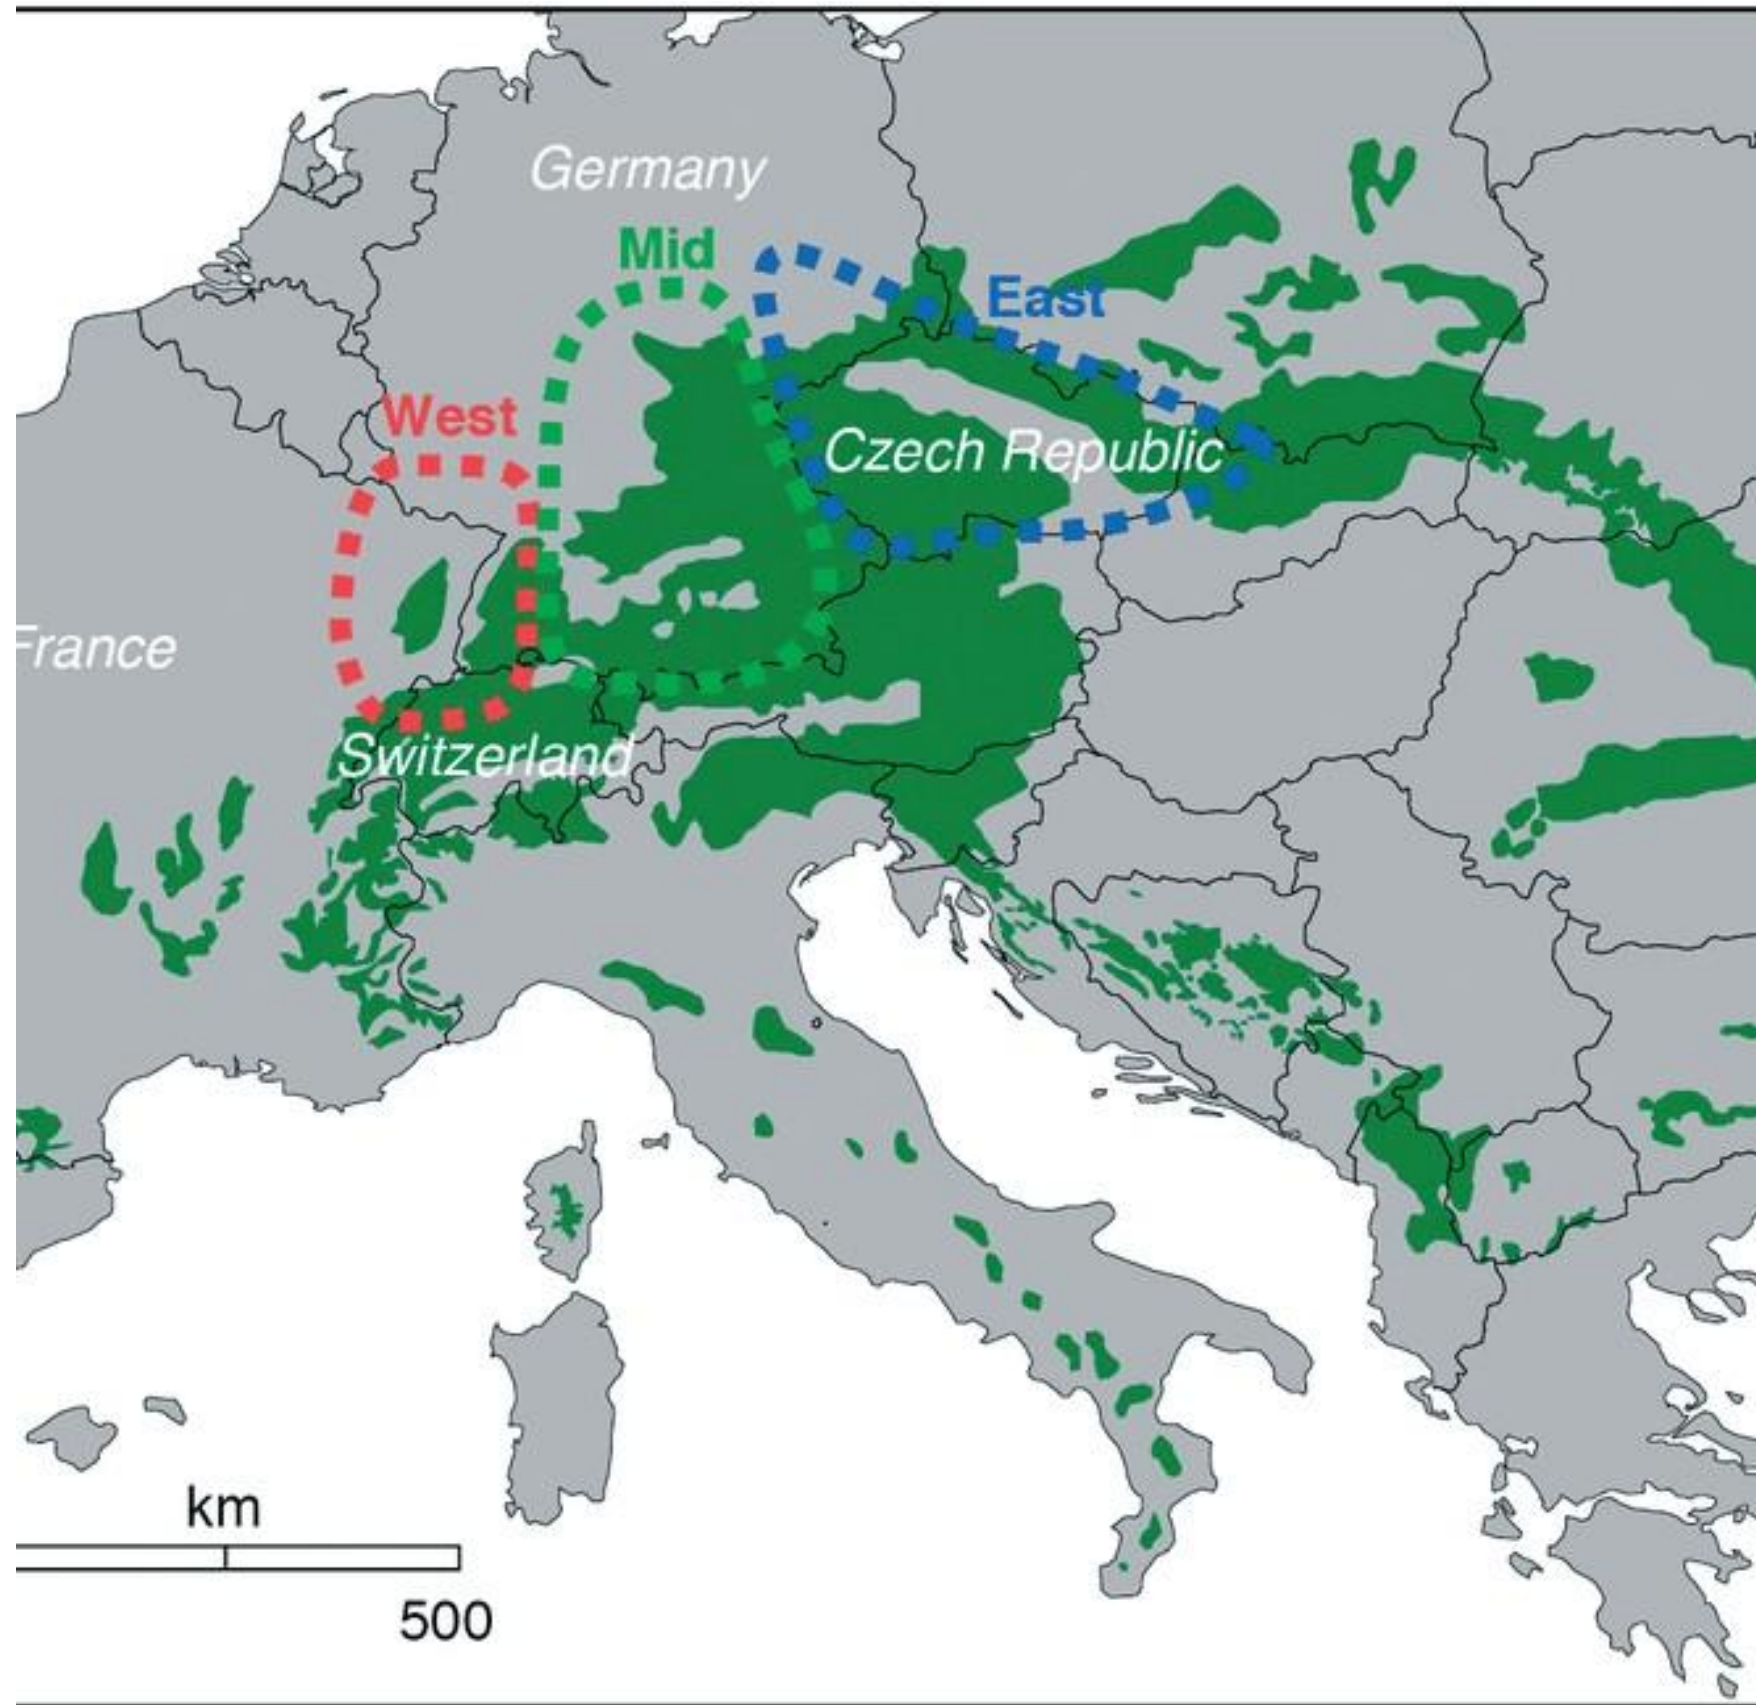 Germany
Mid
East
West
Czech Republic
France
Switzerland
km
500